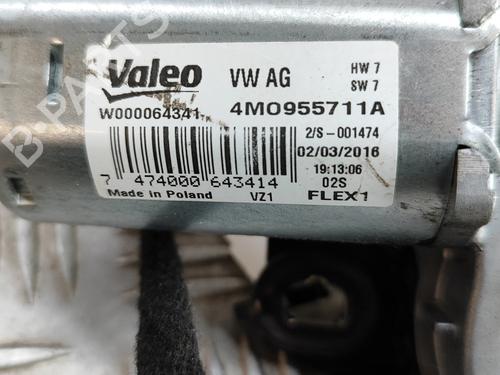 B-PARTS
Valeo VW AG HW 7
SW 7
W000064341 4M0955711A
2/S-001474
02/03/2016
19:13:06
7 474000 643414 02S
Made in Poland VZ1 FLEX1